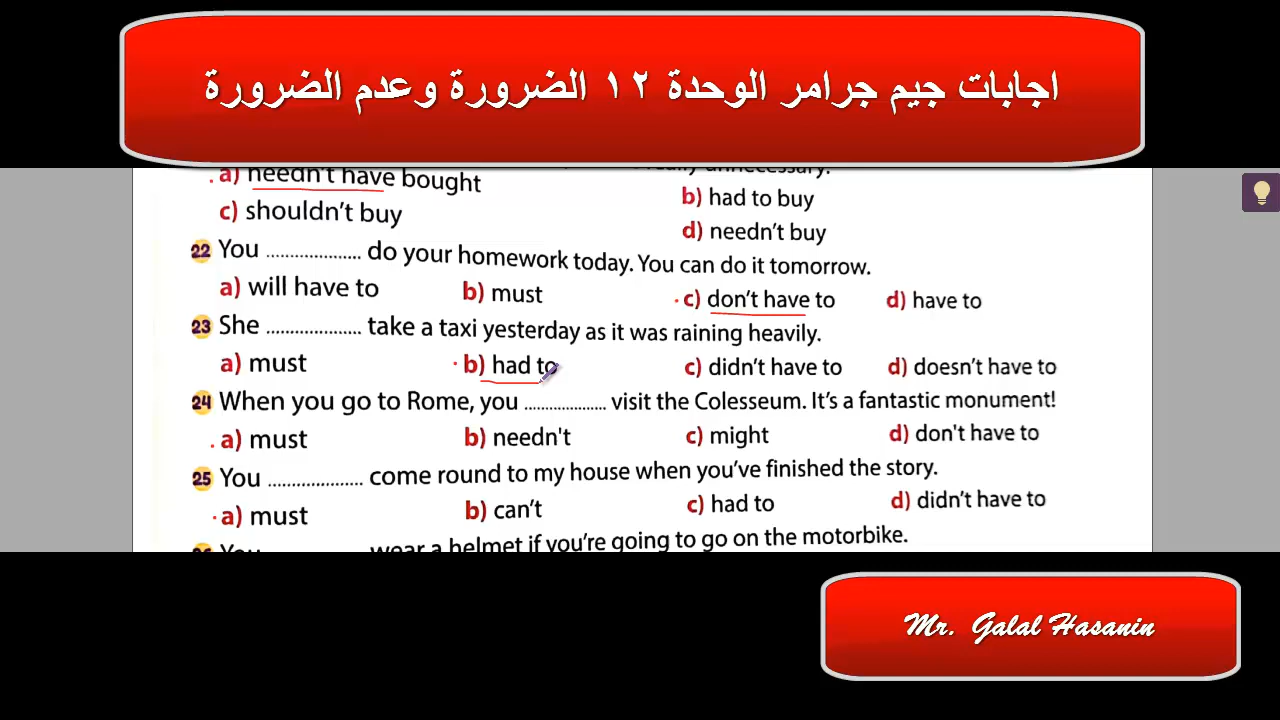 اجابات جيم جرامر الوحدة ١٢ الضرورة وعدم الضرورة
unnecessary.
a) needn't have bought
b) had to buy
c) shouldn't buy
d) needn't buy
22 You .................... do your homework today. You can do it tomorrow.
a) will have to b) must c) don't have to d) have to
23 She .................... take a taxi yesterday as it was raining heavily.
a) must b) had to c) didn't have to d) doesn't have to
24 When you go to Rome, you .................... visit the Colesseum. It's a fantastic monument!
a) must b) needn't c) might d) don't have to
25 You .................... come round to my house when you've finished the story.
a) must b) can't c) had to d) didn't have to
26 You .................... wear a helmet if you're going to go on the motorbike.
Mr. Galal Hasanin